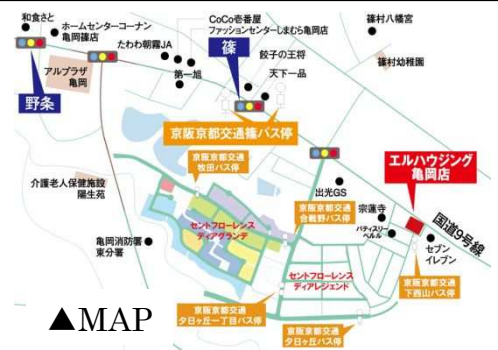 和食さと
ホームセンターコーナン
亀岡篠店
CoCo壱番屋
ファッションセンターしまむら亀岡店
篠村八幡宮
たわわ朝霧JA
篠
餃子の王将
天下一品
第一旭
アルプラザ
亀岡
野条
篠村幼稚園
京阪京都交通篠バス停
京阪京都交通
牧田バス停
エルハウジング
亀岡店
出光GS
介護老人保健施設
陽生苑
京阪京都交通
合戦野バス停
宗蓮寺
国道9号線
パティスリー
ベルル
セントフローレンス
ディアグランデ
亀岡消防署
東分署
セブン
イレブン
セントフローレンス
ディアレジェンド
京阪京都交通
下西山バス停
京阪京都交通
夕日ヶ丘一丁目バス停
京阪京都交通
夕日ヶ丘バス停
▲MAP